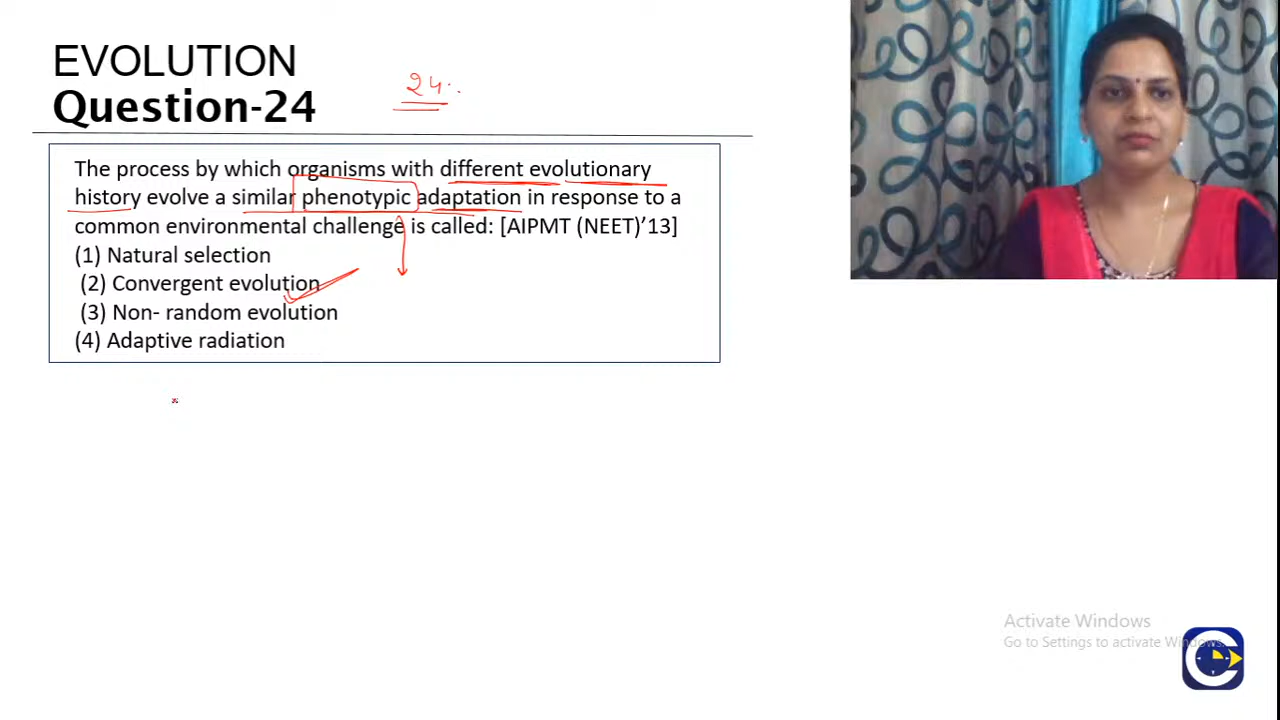 EVOLUTION
Question-24
24.
The process by which organisms with different evolutionary
history evolve a similar phenotypic adaptation in response to a
common environmental challenge is called: [AIPMT (NEET)’13]
(1) Natural selection
(2) Convergent evolution
(3) Non- random evolution
(4) Adaptive radiation
Activate Windows
Go to Settings to activate Windows.